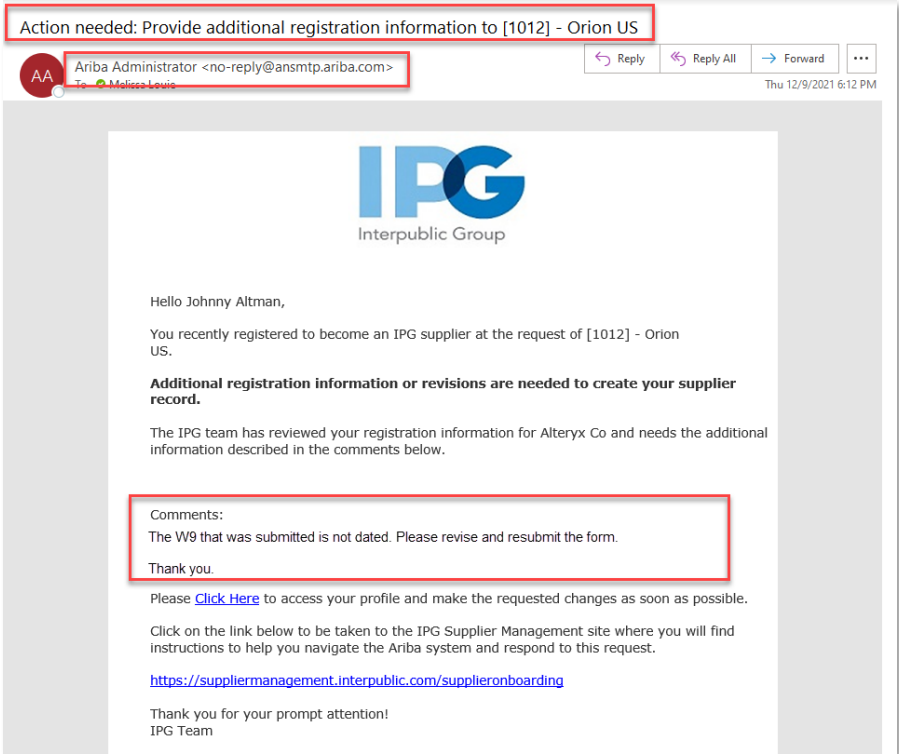 Action needed: Provide additional registration information to [1012] - Orion US
AA
Ariba Administrator <no-reply@ansmtp.ariba.com>
To Melissa Louie
Reply
Reply All
Forward
Thu 12/9/2021 6:12 PM
IPG
Interpublic Group
Hello Johnny Altman,
You recently registered to become an IPG supplier at the request of [1012] - Orion
US.
Additional registration information or revisions are needed to create your supplier
record.
The IPG team has reviewed your registration information for Alteryx Co and needs the additional
information described in the comments below.
Comments:
The W9 that was submitted is not dated. Please revise and resubmit the form.
Thank you.
Please Click Here to access your profile and make the requested changes as soon as possible.
Click on the link below to be taken to the IPG Supplier Management site where you will find
instructions to help you navigate the Ariba system and respond to this request.
https://suppliermanagement.interpublic.com/supplieronboarding
Thank you for your prompt attention!
IPG Team